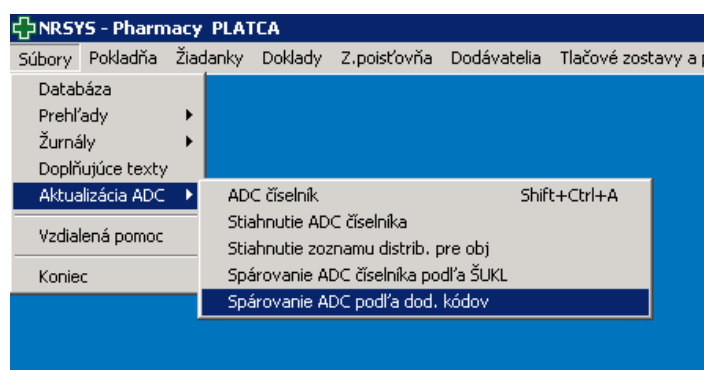 NRSYS - Pharmacy PLATCA
Súbory Pokladňa Žiadanky Doklady Z.poisťovňa Dodávatelia Tlačové zostavy a
Databáza
Prehľady
Žurnály
Doplňujúce texty
Aktualizácia ADC
Vzdialená pomoc
Koniec
ADC číselník Shift+Ctrl+A
Stiahnutie ADC číselníka
Stiahnutie zoznamu distrib. pre obj
Spárovanie ADC číselníka podľa ŠUKL
Spárovanie ADC podľa dod. kódov